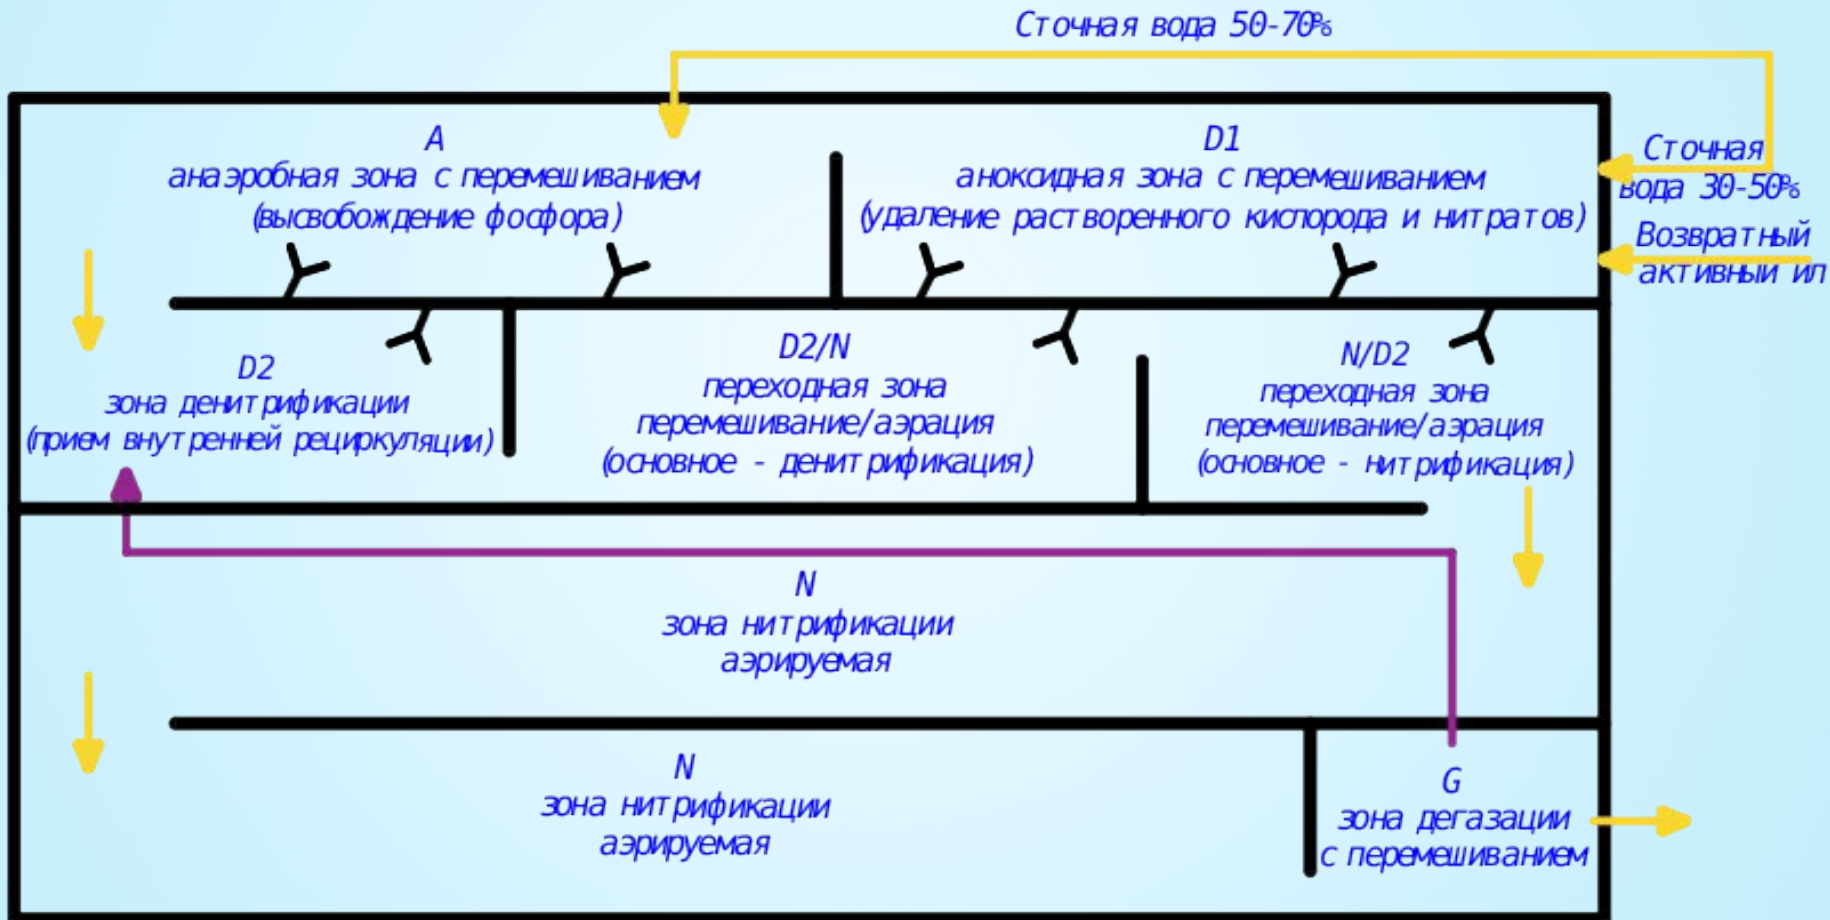 Сточная вода 50-70%
А
анаэробная зона с перемешиванием
(высвобождение фосфора)
D1
аноксидная зона с перемешиванием
(удаление растворенного кислорода и нитратов)
Сточная
вода 30-50%
Возвратный
активный ил
D2
зона денитрификации
(прием внутренней рециркуляции)
D2/N
переходная зона
перемешивание/аэрация
(основное - денитрификация)
N/D2
переходная зона
перемешивание/аэрация
(основное - нитрификация)
N
зона нитрификации
аэрируемая
N
зона нитрификации
аэрируемая
G
зона дегазации
с перемешиванием